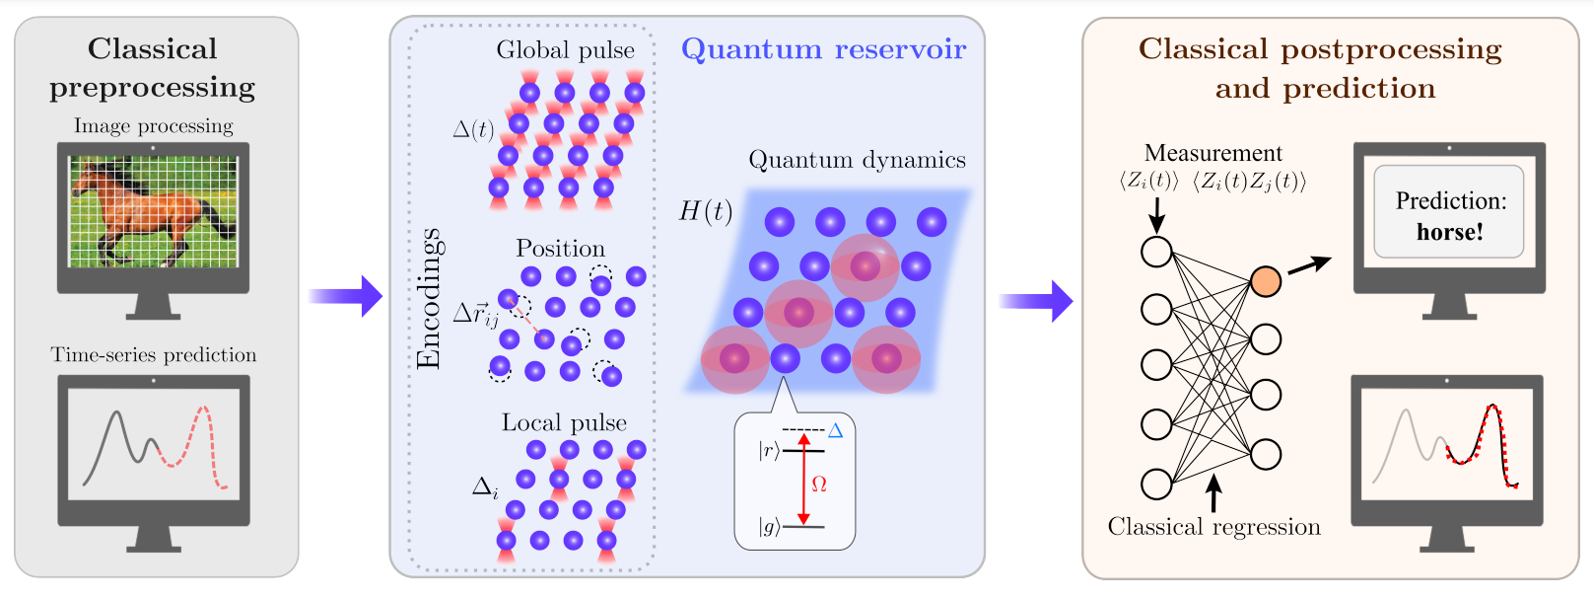 Classical
preprocessing
Image processing
Time-series prediction
Encodings
Global pulse
Δ(t)
Position
Δr⃗ij
Local pulse
Δi
Quantum reservoir
Quantum dynamics
H(t)
Δ
|r⟩
Ω
|g⟩
Classical postprocessing
and prediction
Measurement
⟨Zi(t)⟩ ⟨Zi(t)Zj(t)⟩
Classical regression
Prediction:
horse!